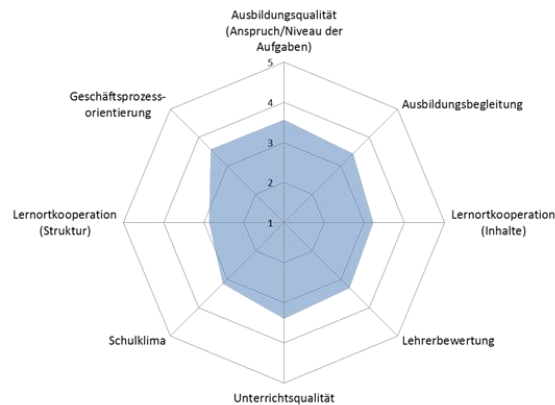 Ausbildungsqualität
(Anspruch/Niveau der
Aufgaben)
5
Geschäftsprozess-
orientierung
4
Ausbildungsbegleitung
3
2
Lernortkooperation
(Struktur)
1
Lernortkooperation
(Inhalte)
Schulklima
Lehrerbewertung
Unterrichtsqualität